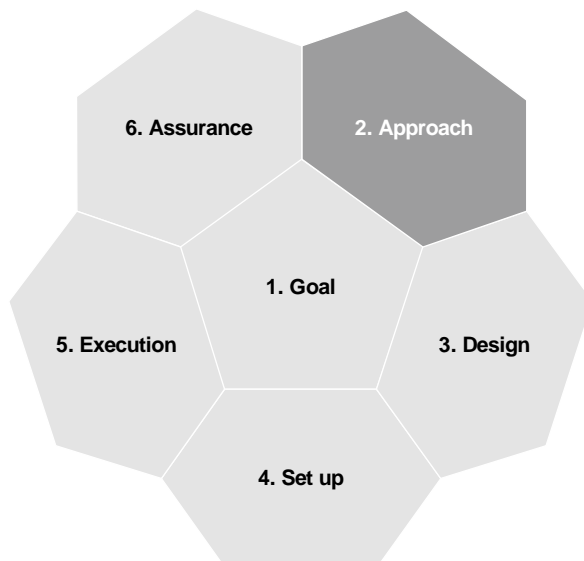 6. Assurance
2. Approach
1. Goal
5. Execution
3. Design
4. Set up